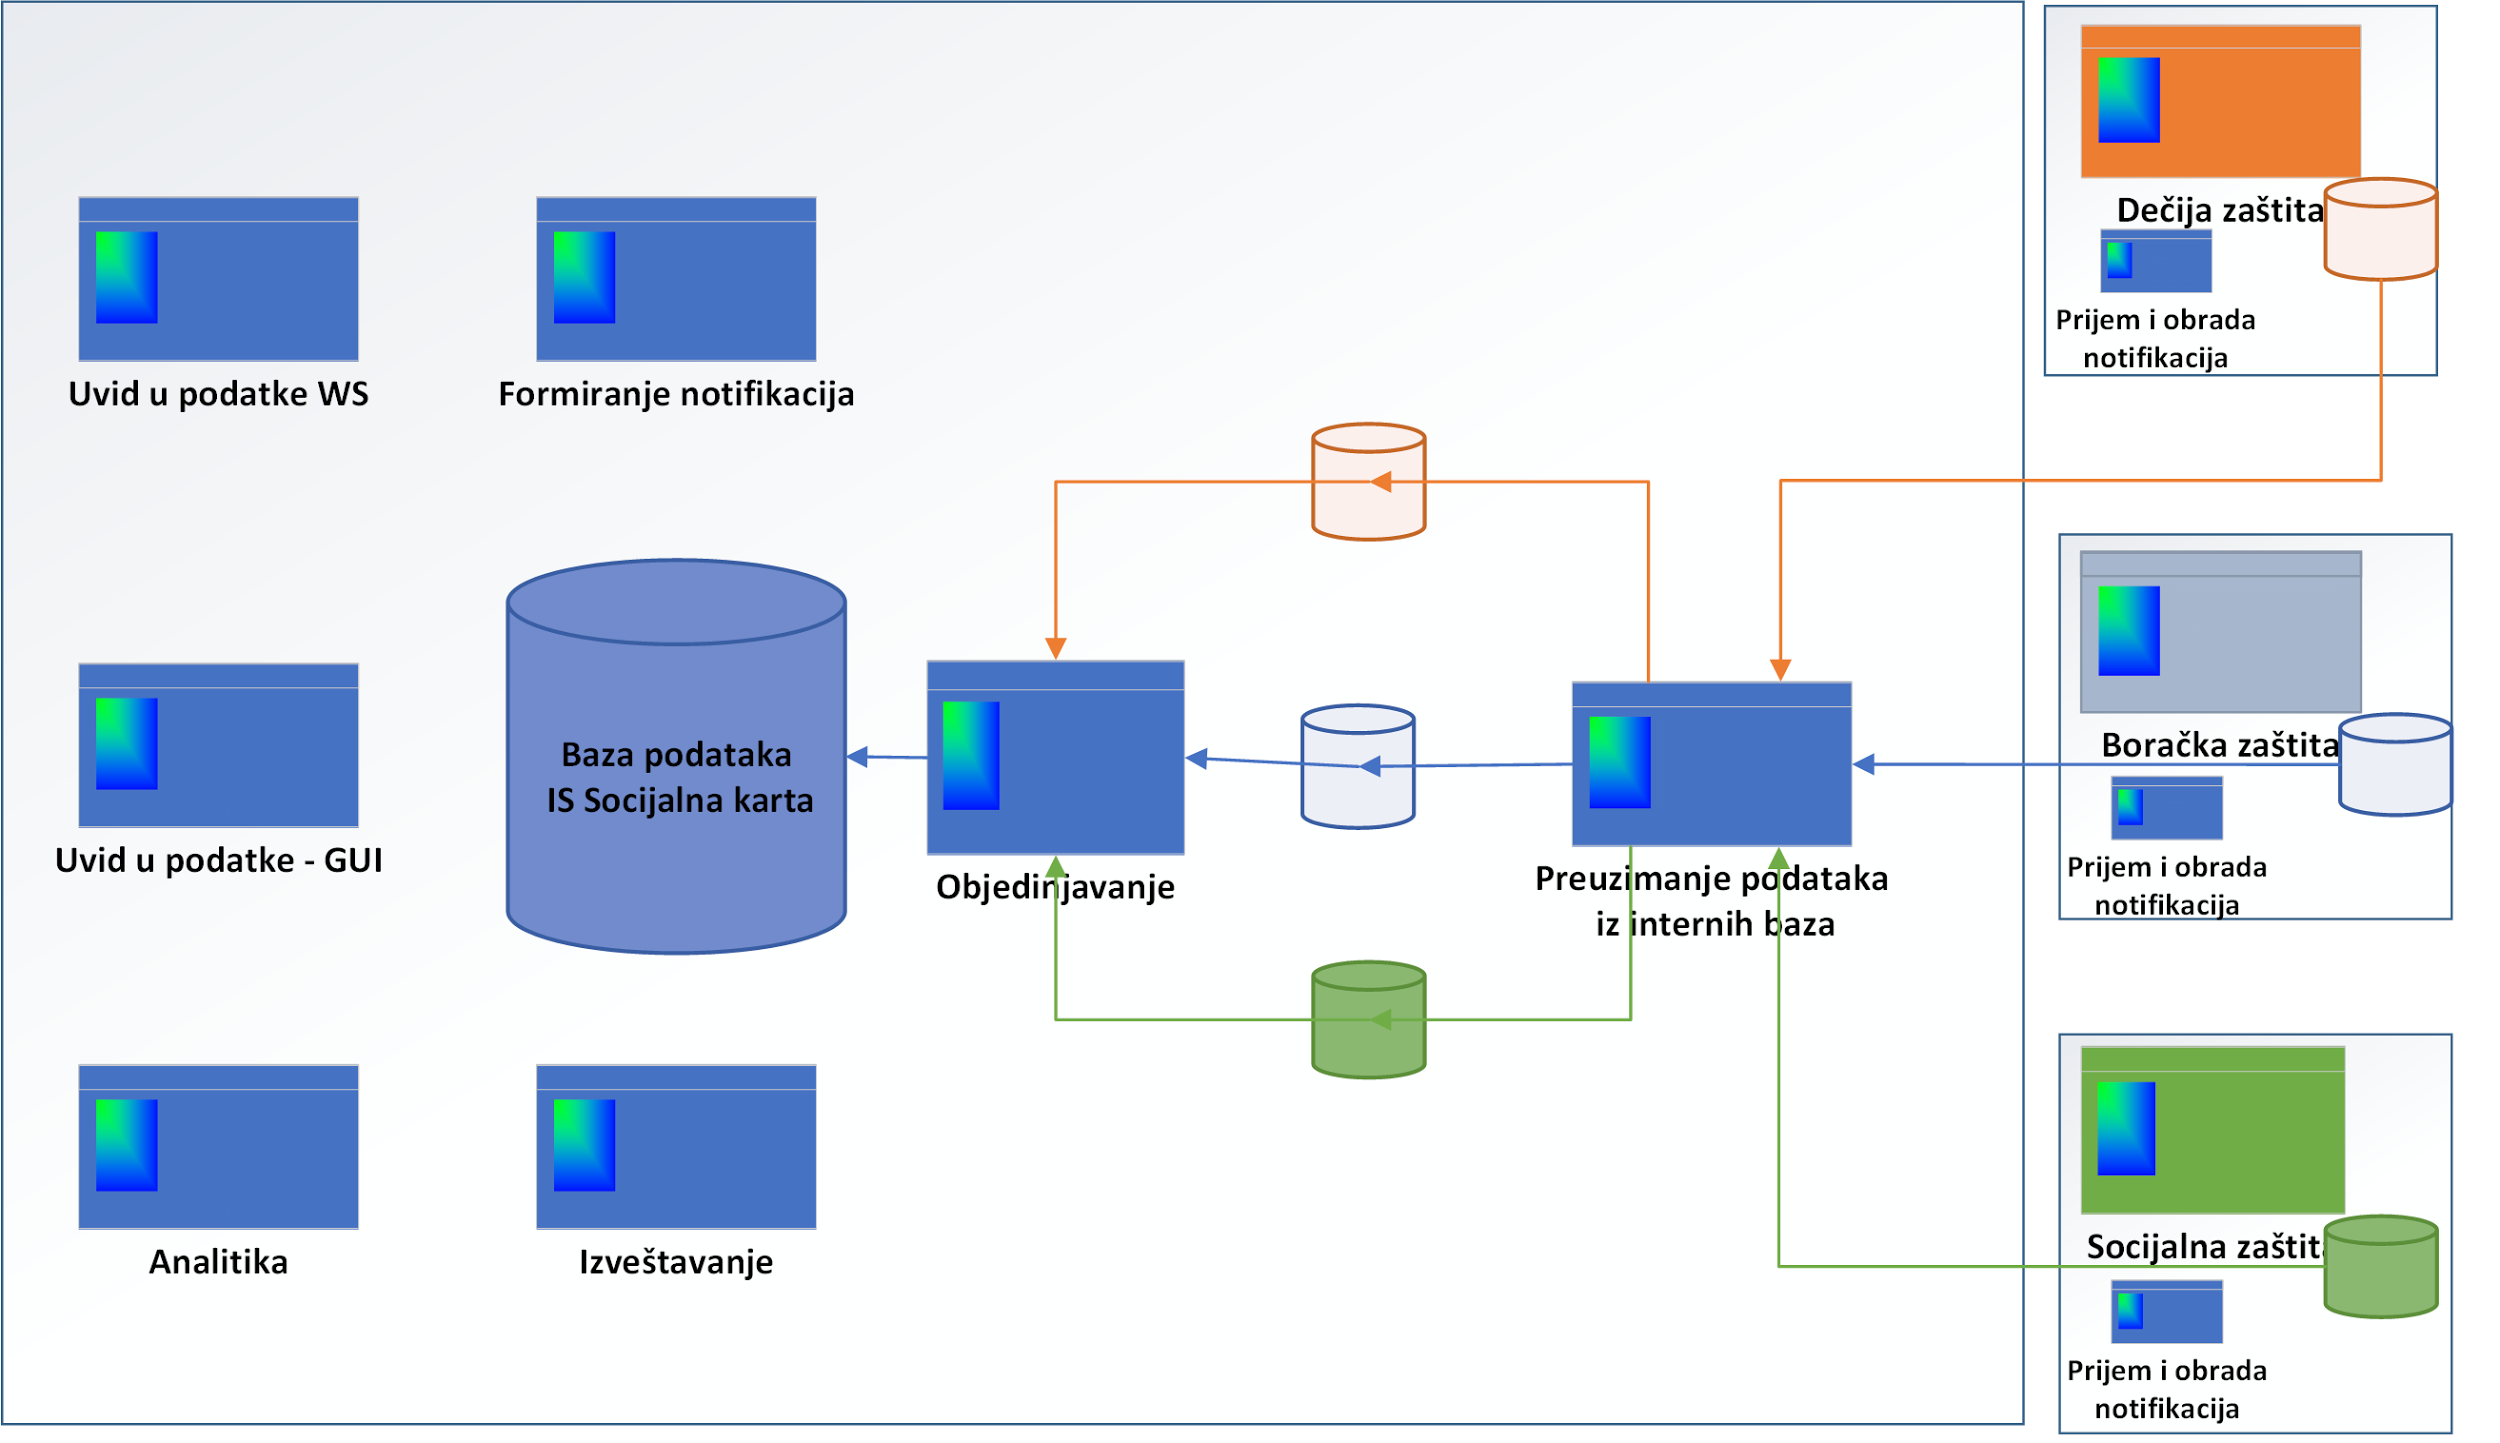 Dečija zaštita
Prijem i obrada
notifikacija
Uvid u podatke WS
Formiranje notifikacija
Baza podataka
IS Socijalna karta
Boračka zaštita
Uvid u podatke - GUI
Objedinjavanje
Preuzimanje podataka
iz internih baza
Prijem i obrada
notifikacija
Analitika
Izveštavanje
Socijalna zaštita
Prijem i obrada
notifikacija